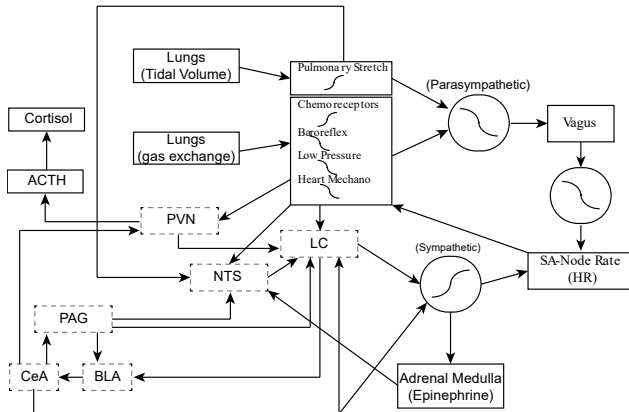 Lungs
(Tidal Volume)
Pulmonary Stretch
(Parasympathetic)
Cortisol
Chemoreceptors
Baroreflex
Low Pressure
Heart Mechano
Lungs
(gas exchange)
Vagus
ACTH
PVN
LC
(Sympathetic)
SA-Node Rate
(HR)
NTS
PAG
CeA
BLA
Adrenal Medulla
(Epinephrine)